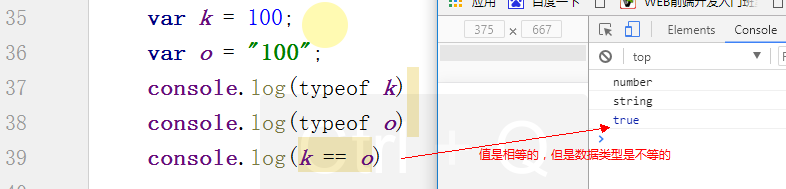 应用 百度一下 WEB前端开发入门班
35 var k = 100;
375 × 667
Elements Console
36 var o = "100";
top
37 console.log(typeof k)
number
38 console.log(typeof o)
string
true
39 console.log(k == o)
值是相等的，但是数据类型是不等的
Ctrl + Q